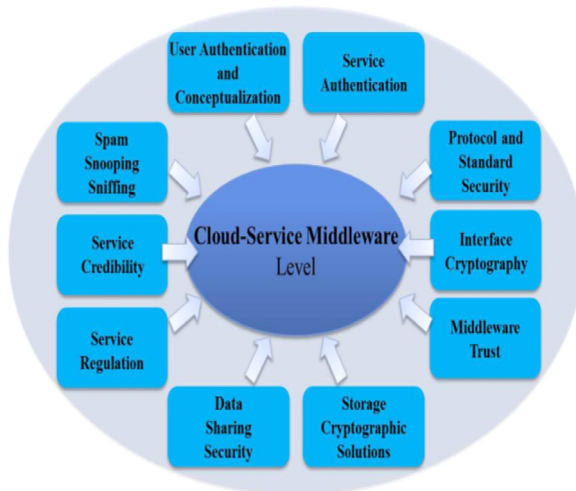 User Authentication
and
Conceptualization
Service
Authentication
Spam
Snooping
Sniffing
Protocol and
Standard
Security
Cloud-Service Middleware
Level
Service
Credibility
Interface
Cryptography
Service
Regulation
Middleware
Trust
Data
Sharing
Security
Storage
Cryptographic
Solutions